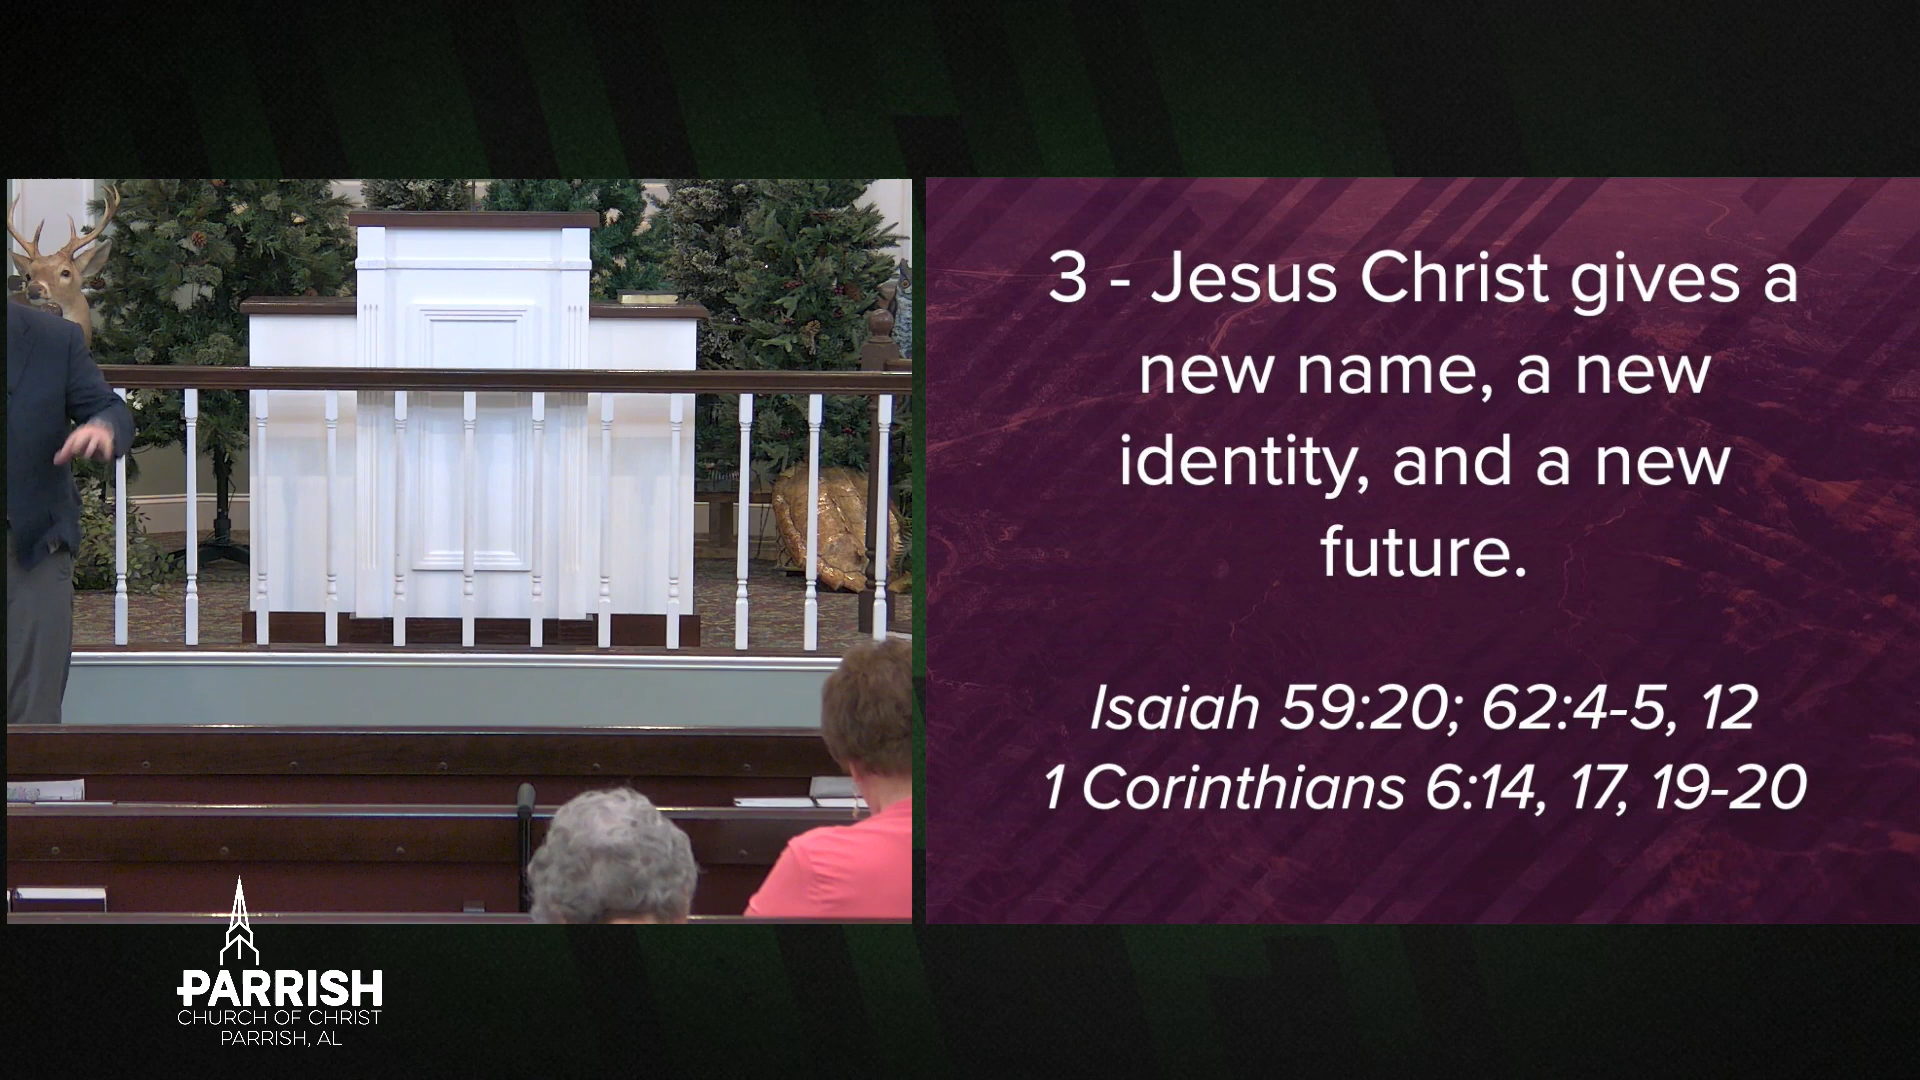 3 - Jesus Christ gives a
new name, a new
identity, and a new
future.
Isaiah 59:20; 62:4-5, 12
1 Corinthians 6:14, 17, 19-20
PARRISH
CHURCH OF CHRIST
PARRISH, AL